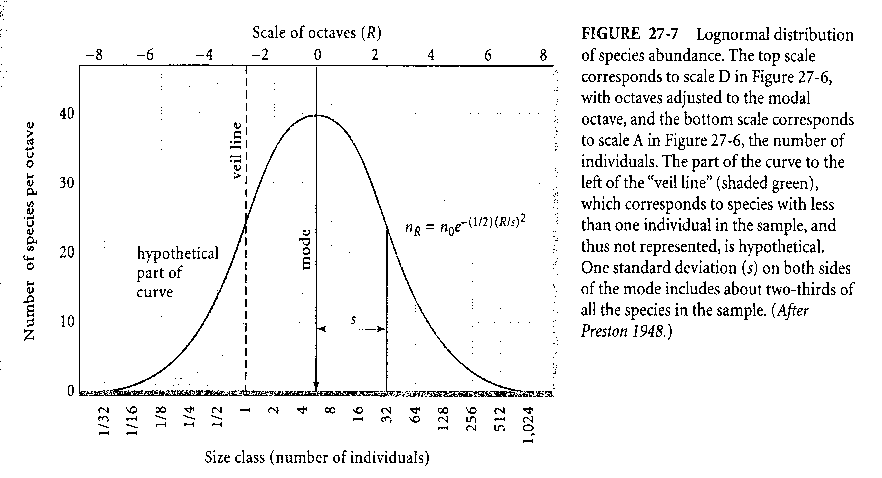 Scale of octaves (R)
−8 −6 −4 −2 0 2 4 6 8
Number of species per octave
40
30
20
10
0
veil line
mode
hypothetical
part of
curve
n_R = n_0e^−(1/2)(R/s)^2
s
1/32 1/16 1/8 1/4 1/2 1 2 4 8 16 32 64 128 256 512 1,024
Size class (number of individuals)
FIGURE 27-7 Lognormal distribution
of species abundance. The top scale
corresponds to scale D in Figure 27-6,
with octaves adjusted to the modal
octave, and the bottom scale corresponds
to scale A in Figure 27-6, the number of
individuals. The part of the curve to the
left of the “veil line” (shaded green),
which corresponds to species with less
than one individual in the sample, and
thus not represented, is hypothetical.
One standard deviation (s) on both sides
of the mode includes about two-thirds of
all the species in the sample. (After
Preston 1948.)